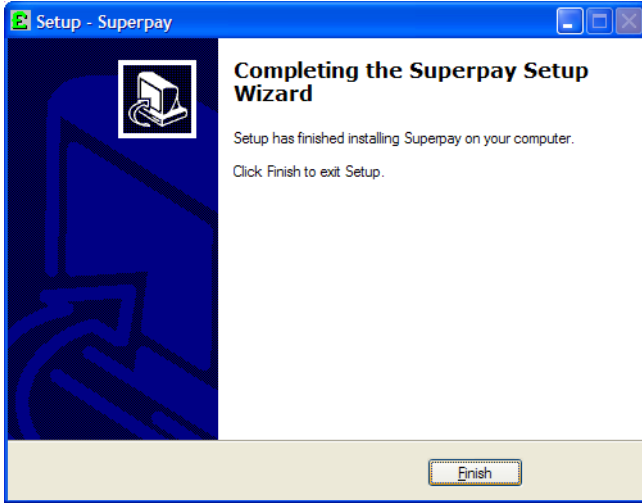 Setup - Superpay
Completing the Superpay Setup
Wizard
Setup has finished installing Superpay on your computer.
Click Finish to exit Setup.
Finish